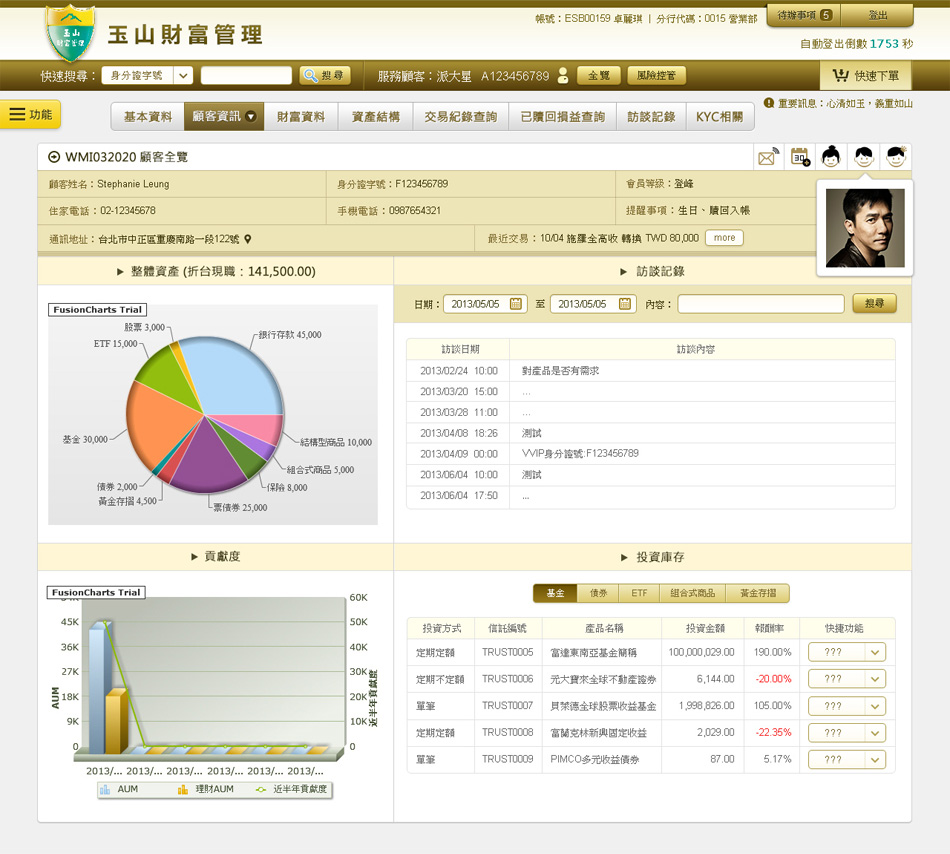 玉山
財富管理
玉山財富管理
帳號：ESB00159 卓麗琪 | 分行代碼：0015 營業部
待辦事項 5 登出
自動登出倒數 1753 秒
快速搜尋： 身分證字號 搜尋 服務顧客：派大星 A123456789 全覽 風險控管 快速下單
重要訊息：心清如玉，義重如山
功能
基本資料 顧客資訊 財富資料 資產結構 交易紀錄查詢 已贖回損益查詢 訪談記錄 KYC相關
WMI032020 顧客全覽
30
顧客姓名：Stephanie Leung 身分證字號：F123456789 會員等級：登峰
住家電話：02-12345678 手機電話：0987654321 提醒事項：生日、贖回入帳
通訊地址：台北市中正區重慶南路一段122號 最近交易：10/04 施羅全高收 轉換 TWD 80,000 more
整體資產 (折台現職：141,500.00)
FusionCharts Trial
股票 3,000
銀行存款 45,000
ETF 15,000
基金 30,000
結構型商品 10,000
組合式商品 5,000
債券 2,000
保險 8,000
黃金存摺 4,500
票債券 25,000
訪談記錄
日期： 2013/05/05 至 2013/05/05 內容： 搜尋
訪談日期 訪談內容
2013/02/24 10:00 對產品是否有需求
2013/03/20 15:00 ...
2013/03/28 11:00 ...
2013/04/08 18:26 測試
2013/04/09 00:00 VVIP身分證號:F123456789
2013/06/04 10:00 測試
2013/06/04 17:50 ...
貢獻度
FusionCharts Trial
60K
45K 50K
36K 40K
27K 30K
18K 20K
9K 10K
0 0
AUM
近半年貢獻度
2013/... 2013/... 2013/... 2013/... 2013/... 2013/...
AUM 理財AUM 近半年貢獻度
投資庫存
基金 債券 ETF 組合式商品 黃金存摺
投資方式 信託編號 產品名稱 投資金額 報酬率 快捷功能
定期定額 TRUST0005 富達東南亞基金簡稱 100,000,029.00 190.00% ???
定期不定額 TRUST0006 元大寶來全球不動產證券 6,144.00 -20.00% ???
單筆 TRUST0007 貝萊德全球股票收益基金 1,998,826.00 105.00% ???
定期定額 TRUST0008 富蘭克林新興固定收益 2,029.00 -22.35% ???
單筆 TRUST0009 PIMCO多元收益債券 87.00 5.17% ???